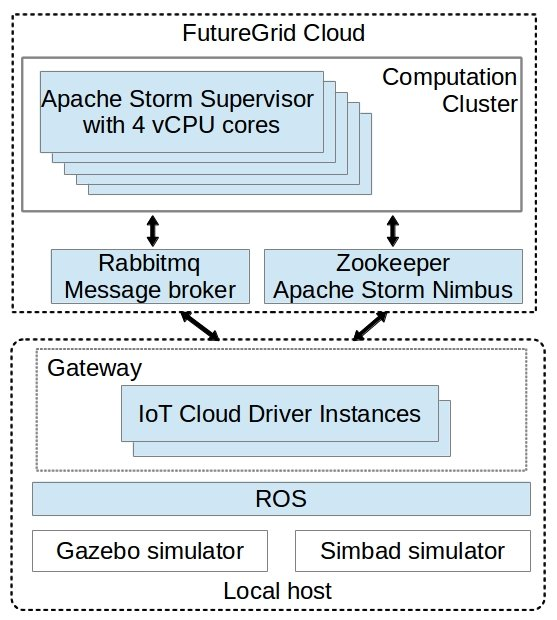 FutureGrid Cloud
Computation
Cluster
Apache Storm Supervisor
with 4 vCPU cores
Rabbitmq
Message broker
Zookeeper
Apache Storm Nimbus
Gateway
IoT Cloud Driver Instances
ROS
Gazebo simulator
Simbad simulator
Local host